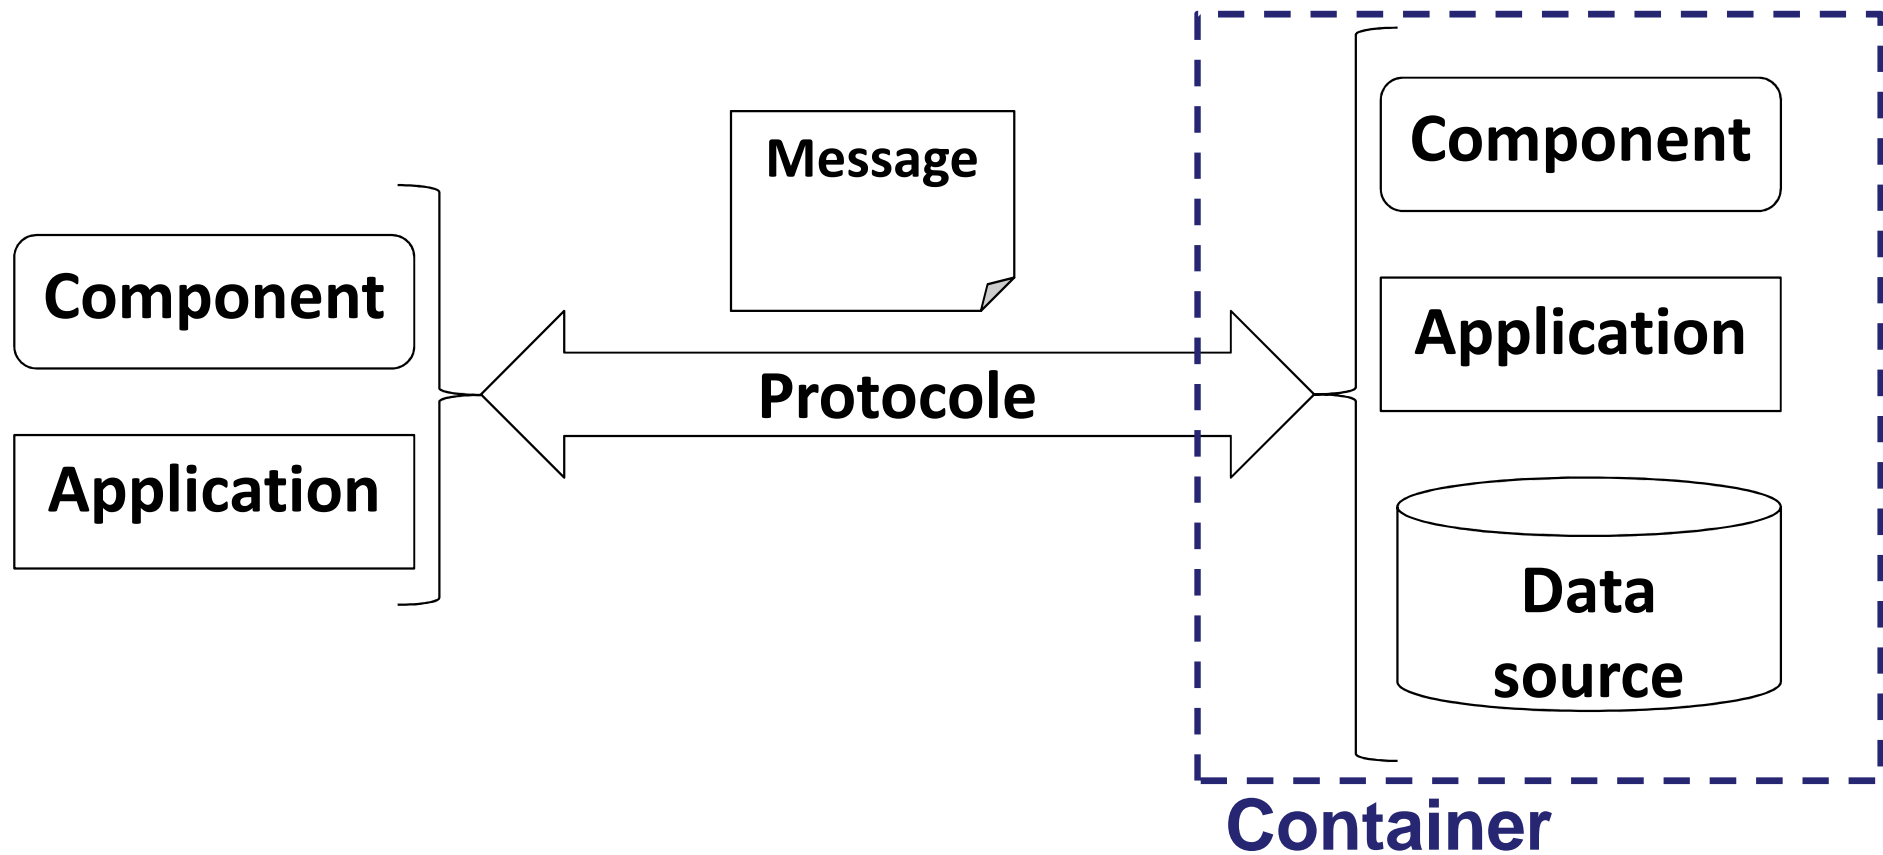 Component
Application
Message
Protocole
Component
Application
Data
source
Container